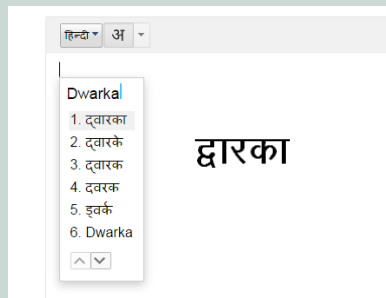 हिन्दी अ
Dwarka
1. द्वारका
2. द्वारके
3. द्वारक
4. दवरक
5. ड्वर्क
6. Dwarka
द्वारका